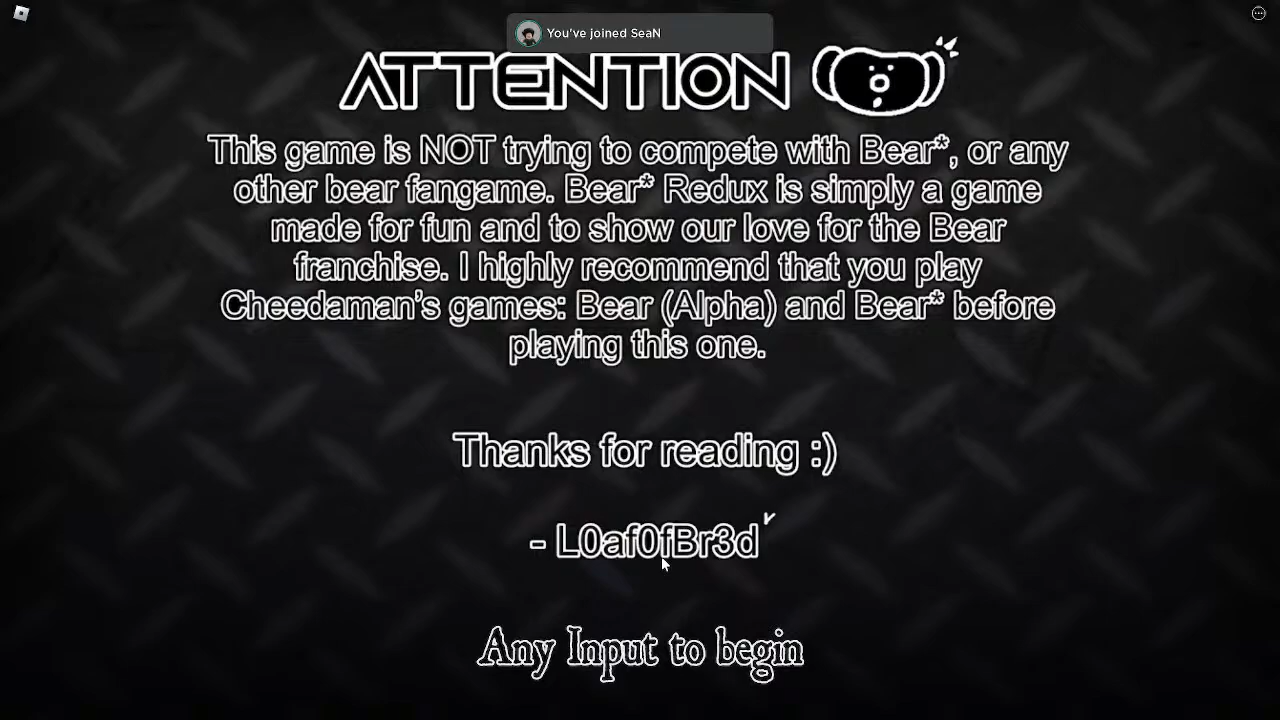 You've joined SeaN
ATTENTION
This game is NOT trying to compete with Bear*, or any
other bear fangame. Bear* Redux is simply a game
made for fun and to show our love for the Bear
franchise. I highly recommend that you play
Cheedaman's games: Bear (Alpha) and Bear* before
playing this one.
Thanks for reading :)
- L0af0fBr3d
Any Input to begin